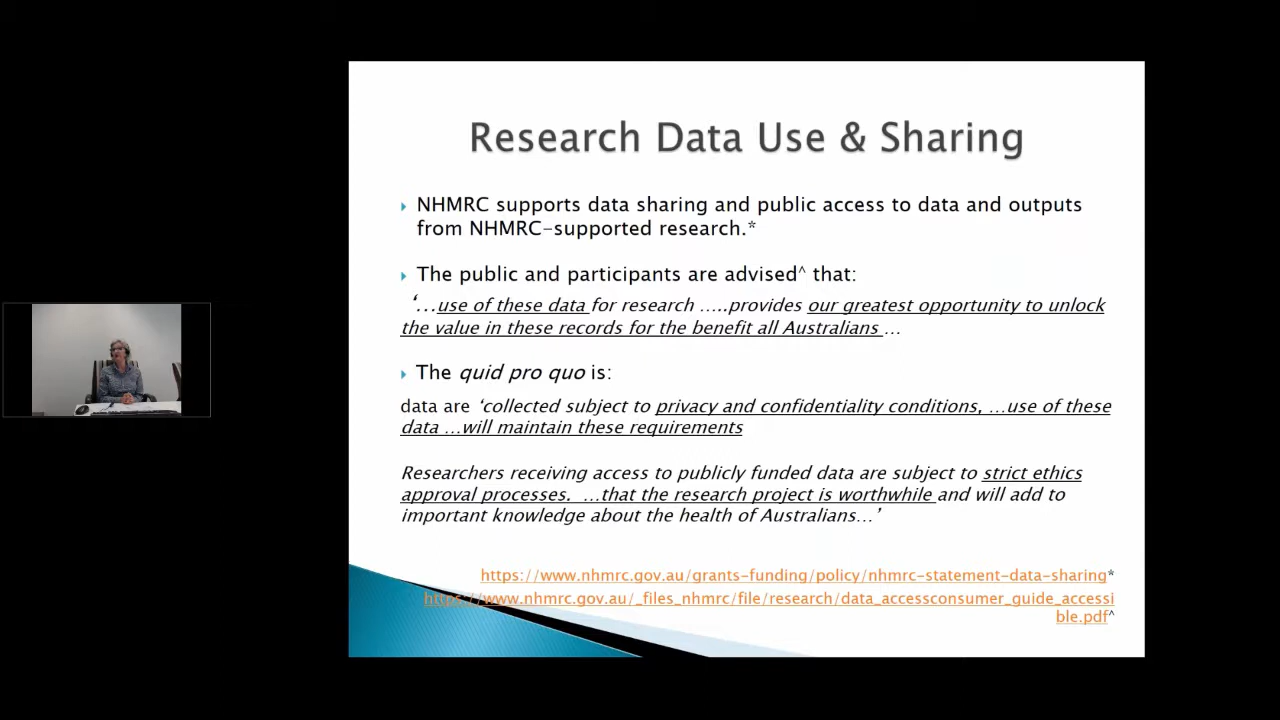 Research Data Use & Sharing
NHMRC supports data sharing and public access to data and outputs
from NHMRC-supported research.*
The public and participants are advised^ that:
‘…use of these data for research …..provides our greatest opportunity to unlock
the value in these records for the benefit all Australians …
The quid pro quo is:
data are ‘collected subject to privacy and confidentiality conditions, …use of these
data …will maintain these requirements
Researchers receiving access to publicly funded data are subject to strict ethics
approval processes. …that the research project is worthwhile and will add to
important knowledge about the health of Australians…’
https://www.nhmrc.gov.au/grants-funding/policy/nhmrc-statement-data-sharing*
https://www.nhmrc.gov.au/_files_nhmrc/file/research/data_accessconsumer_guide_accessi
ble.pdf^